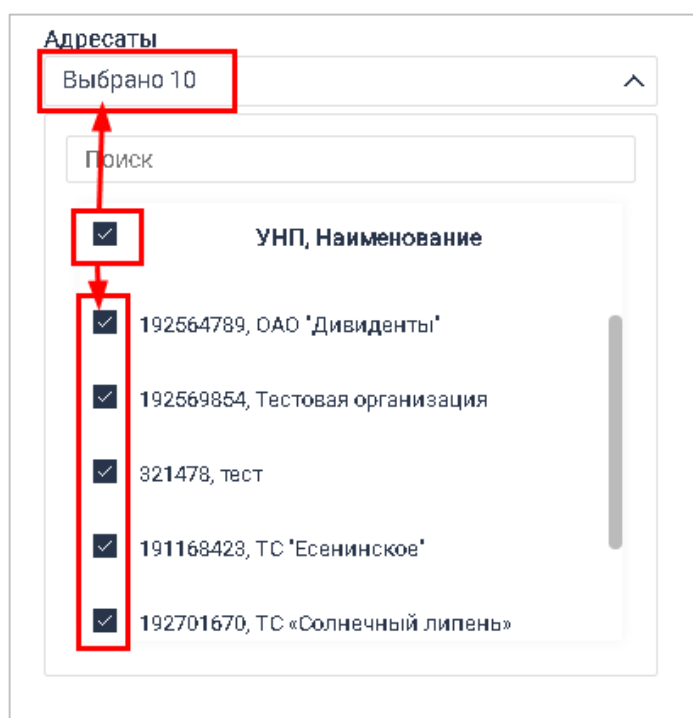 Адресаты
Выбрано 10
Поиск
УНП, Наименование
192564789, ОАО "Дивиденты"
192569854, Тестовая организация
321478, тест
191168423, ТС "Есенинское"
192701670, ТС «Солнечный липень»